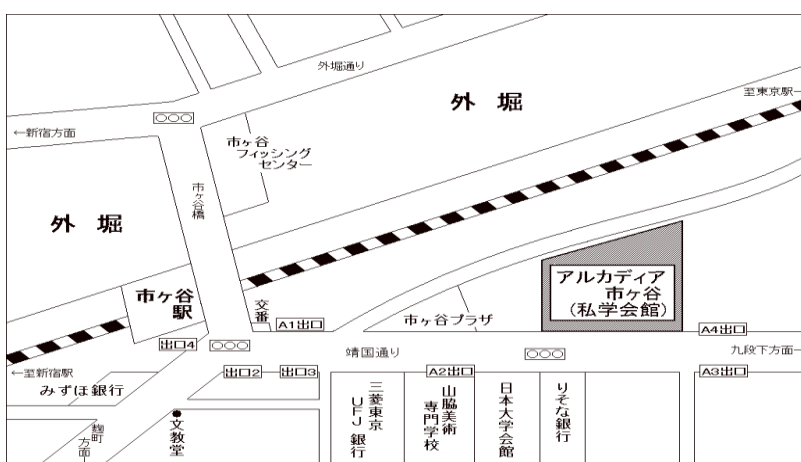 外堀通り
外　堀
至東京駅→
○○○
←新宿方面
市ヶ谷
フィッシング
センター
市ヶ谷橋
外　堀
アルカディア
市ヶ谷
(私学会館)
市ヶ谷
駅
交番
A1出口
市ヶ谷プラザ
A4出口
出口4
○○○
靖国通り
○○○
九段下方面→
←至新宿駅
出口2
出口3
A2出口
A3出口
みずほ銀行
麹町
方面→
●文教堂
三菱東京
UFJ銀行
山脇美術
専門学校
日本大学会館
りそな銀行